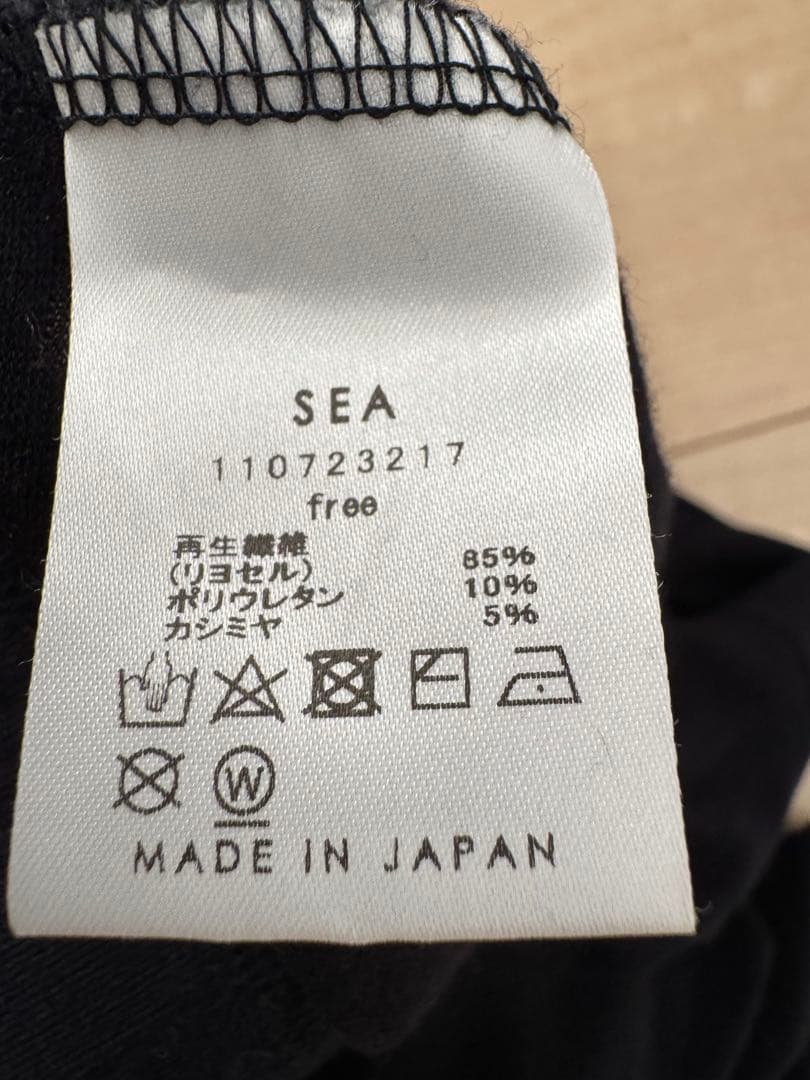 SEA
110723217
free
再生繊維
(リヨセル) 85%
ポリウレタン 10%
カシミヤ 5%
W
MADE IN JAPAN